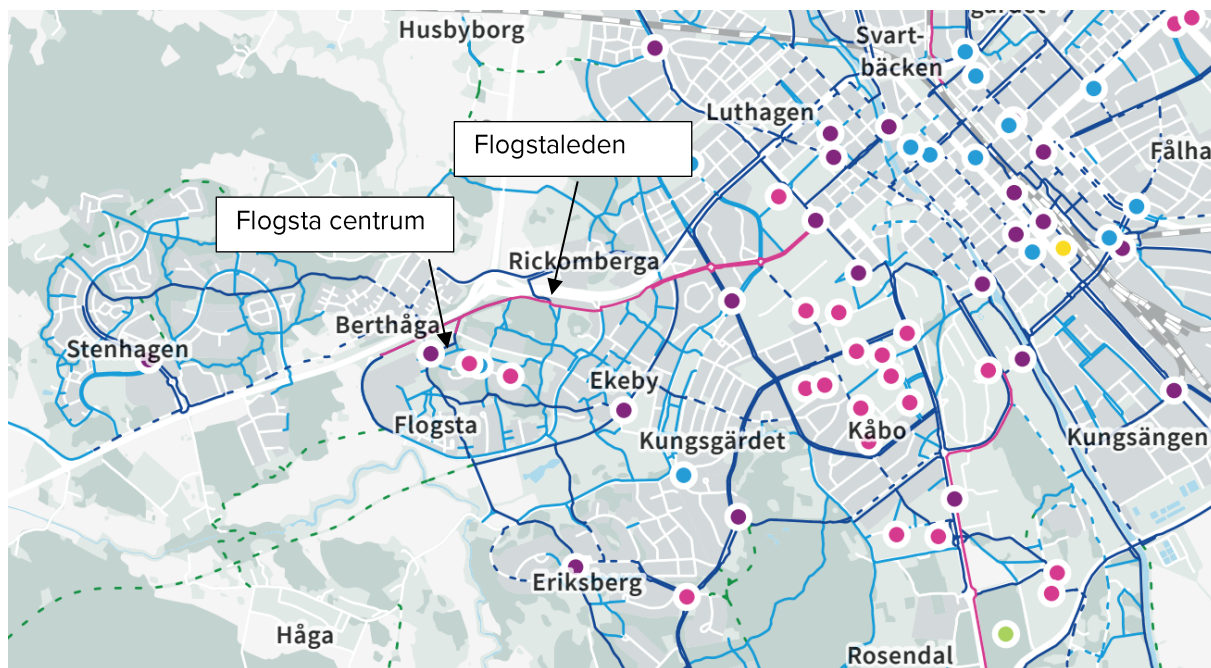 gärdet
Husbyborg
Svart-
bäcken
Luthagen
Flogstaleden
Fålha
Flogsta centrum
Rickomberga
Berthåga
Stenhagen
Ekeby
Flogsta
Kungsgärdet
Kåbo
Kungsängen
Eriksberg
Håga
Rosendal